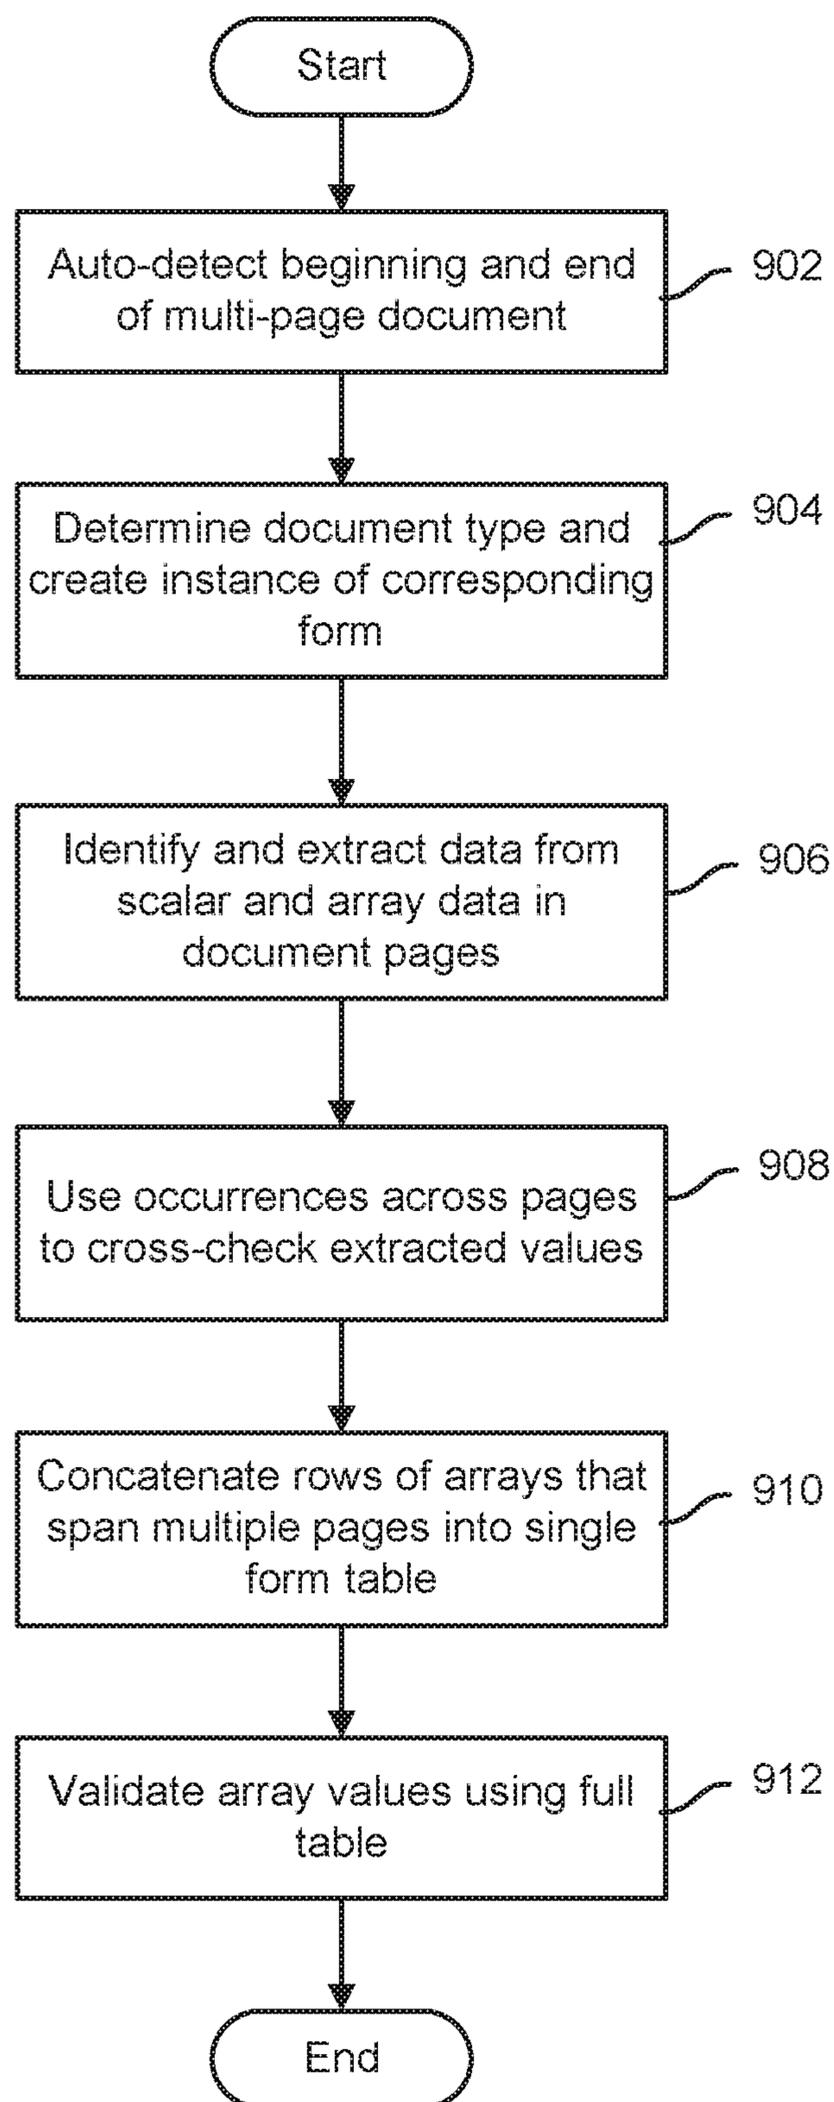 Start
Auto-detect beginning and end
of multi-page document
902
Determine document type and
create instance of corresponding
form
904
Identify and extract data from
scalar and array data in
document pages
906
Use occurrences across pages
to cross-check extracted values
908
Concatenate rows of arrays that
span multiple pages into single
form table
910
Validate array values using full
table
912
End